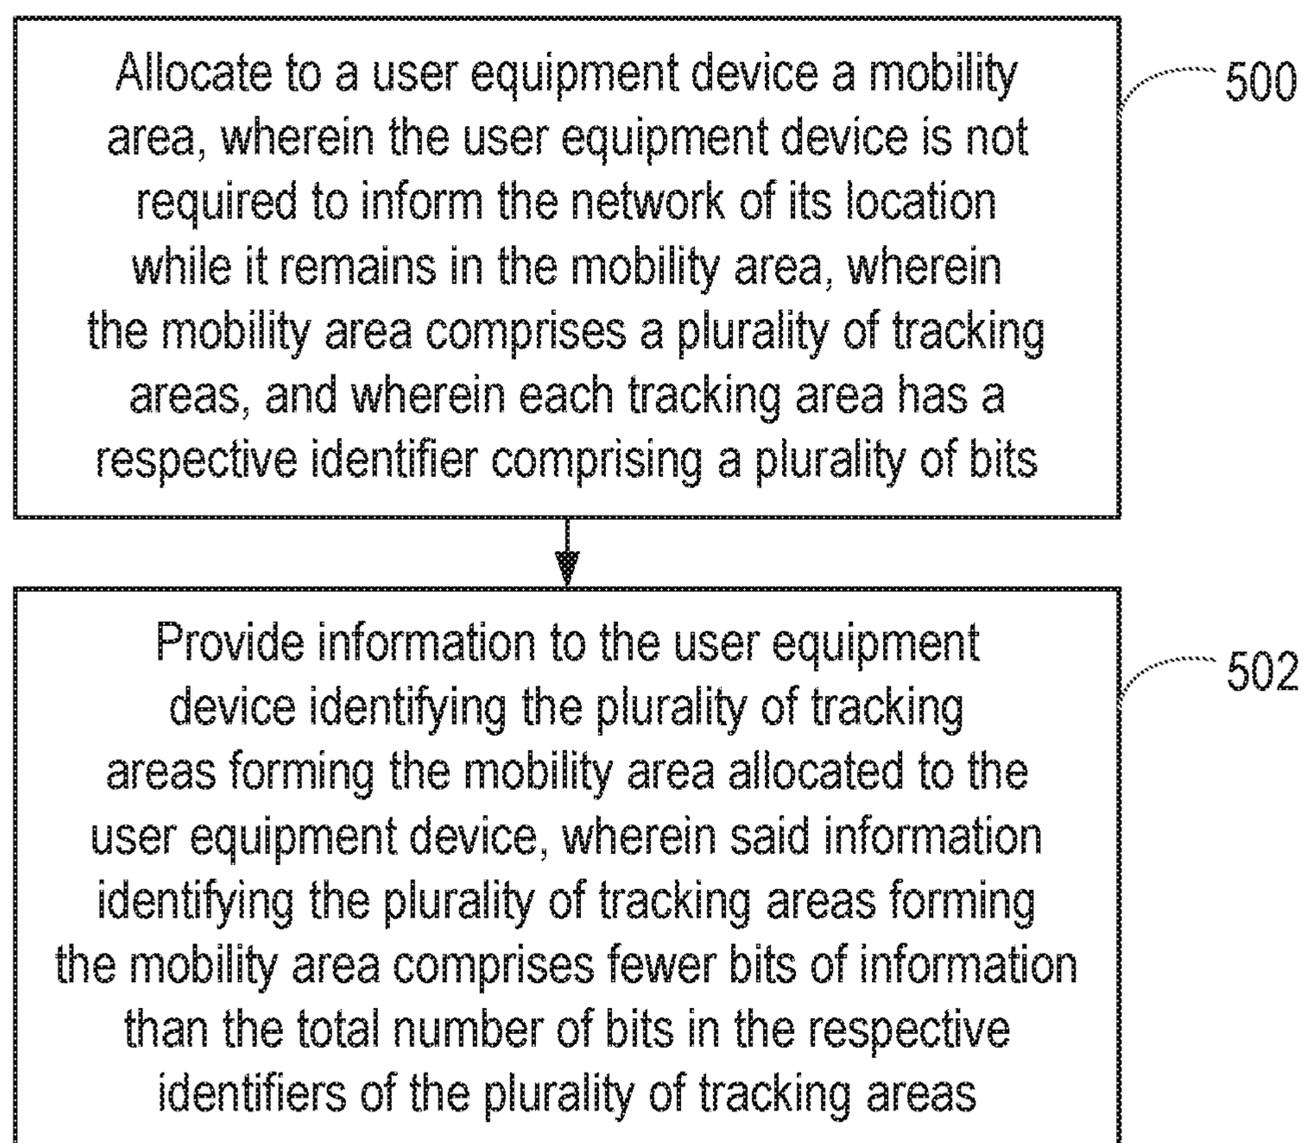 Allocate to a user equipment device a mobility
area, wherein the user equipment device is not
required to inform the network of its location
while it remains in the mobility area, wherein
the mobility area comprises a plurality of tracking
areas, and wherein each tracking area has a
respective identifier comprising a plurality of bits
500
Provide information to the user equipment
device identifying the plurality of tracking
areas forming the mobility area allocated to the
user equipment device, wherein said information
identifying the plurality of tracking areas forming
the mobility area comprises fewer bits of information
than the total number of bits in the respective
identifiers of the plurality of tracking areas
502